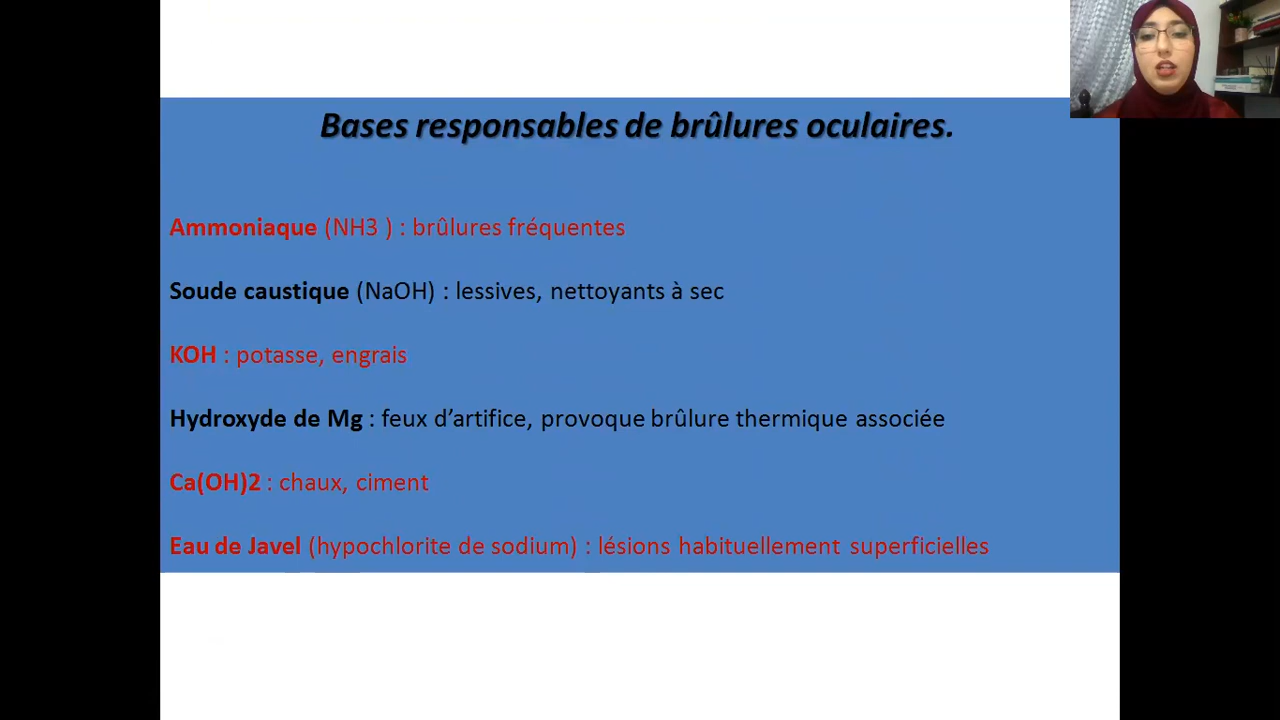 Bases responsables de brûlures oculaires.
Ammoniaque (NH3 ) : brûlures fréquentes
Soude caustique (NaOH) : lessives, nettoyants à sec
KOH : potasse, engrais
Hydroxyde de Mg : feux d’artifice, provoque brûlure thermique associée
Ca(OH)2 : chaux, ciment
Eau de Javel (hypochlorite de sodium) : lésions habituellement superficielles